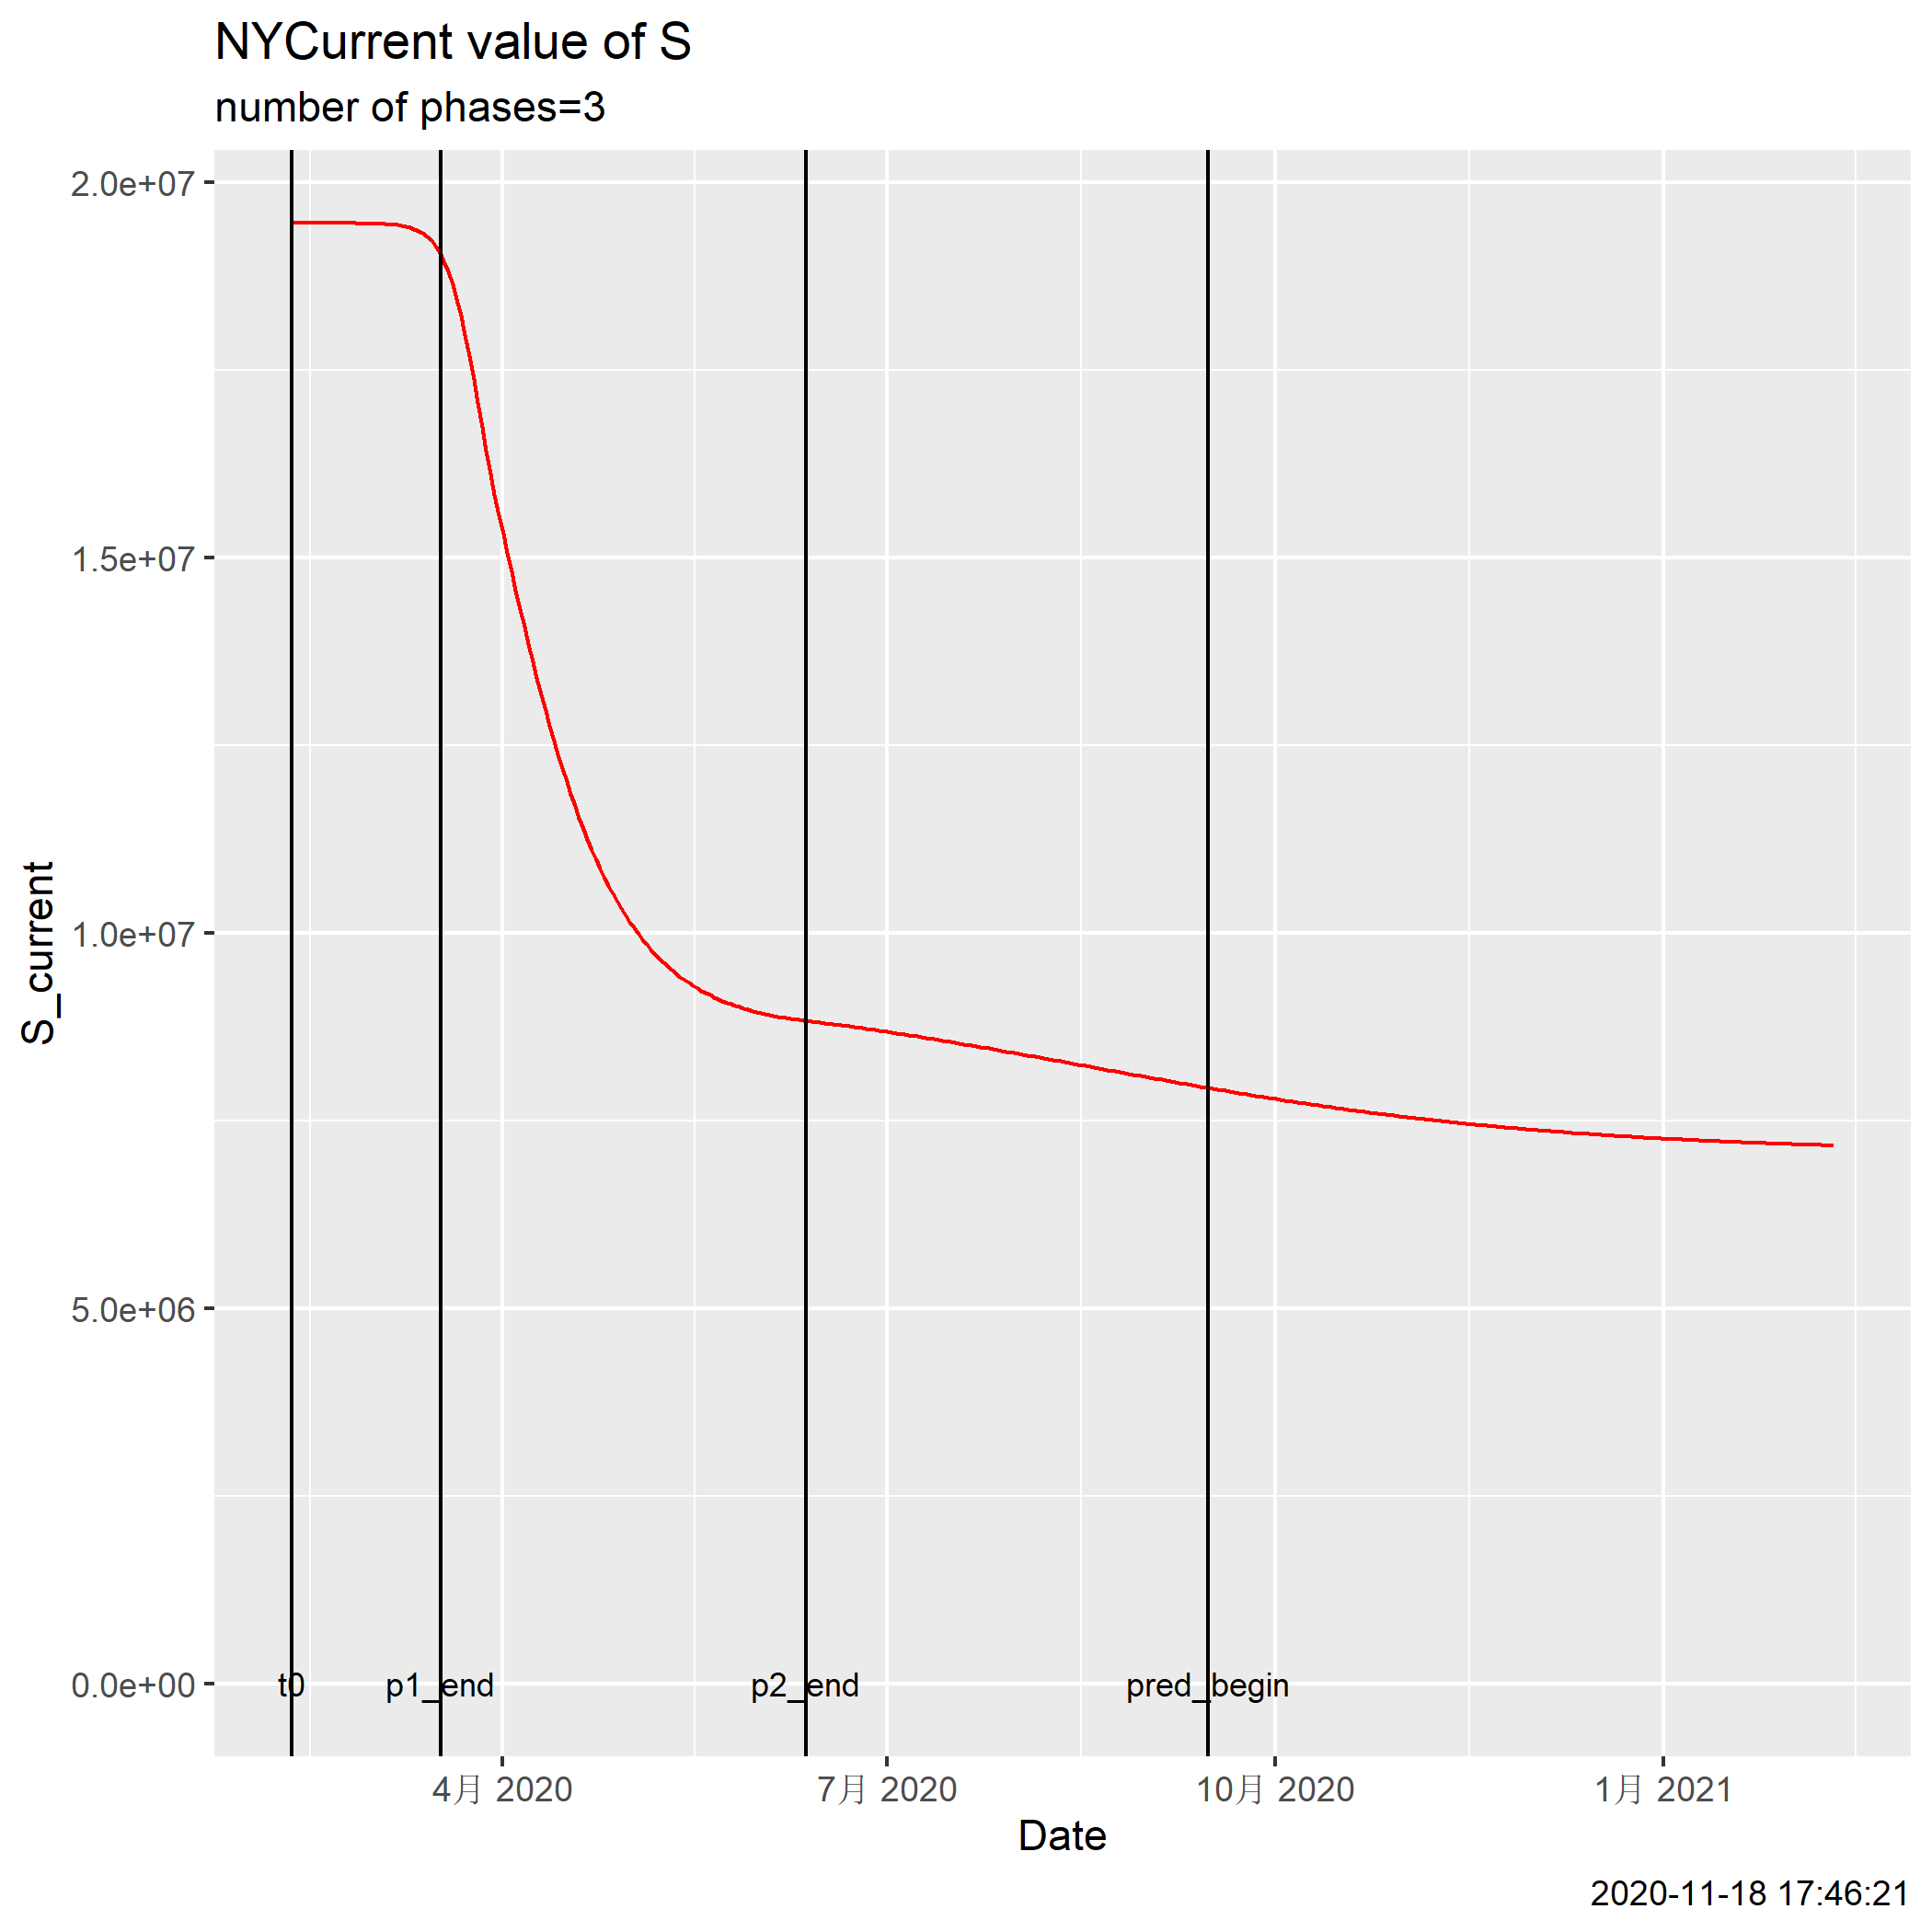 NYCurrent value of S
number of phases=3
2.0e+07
1.5e+07
1.0e+07
5.0e+06
0.0e+00
S_current
t0
p1_end
p2_end
pred_begin
4月 2020
7月 2020
10月 2020
1月 2021
Date
2020-11-18 17:46:21